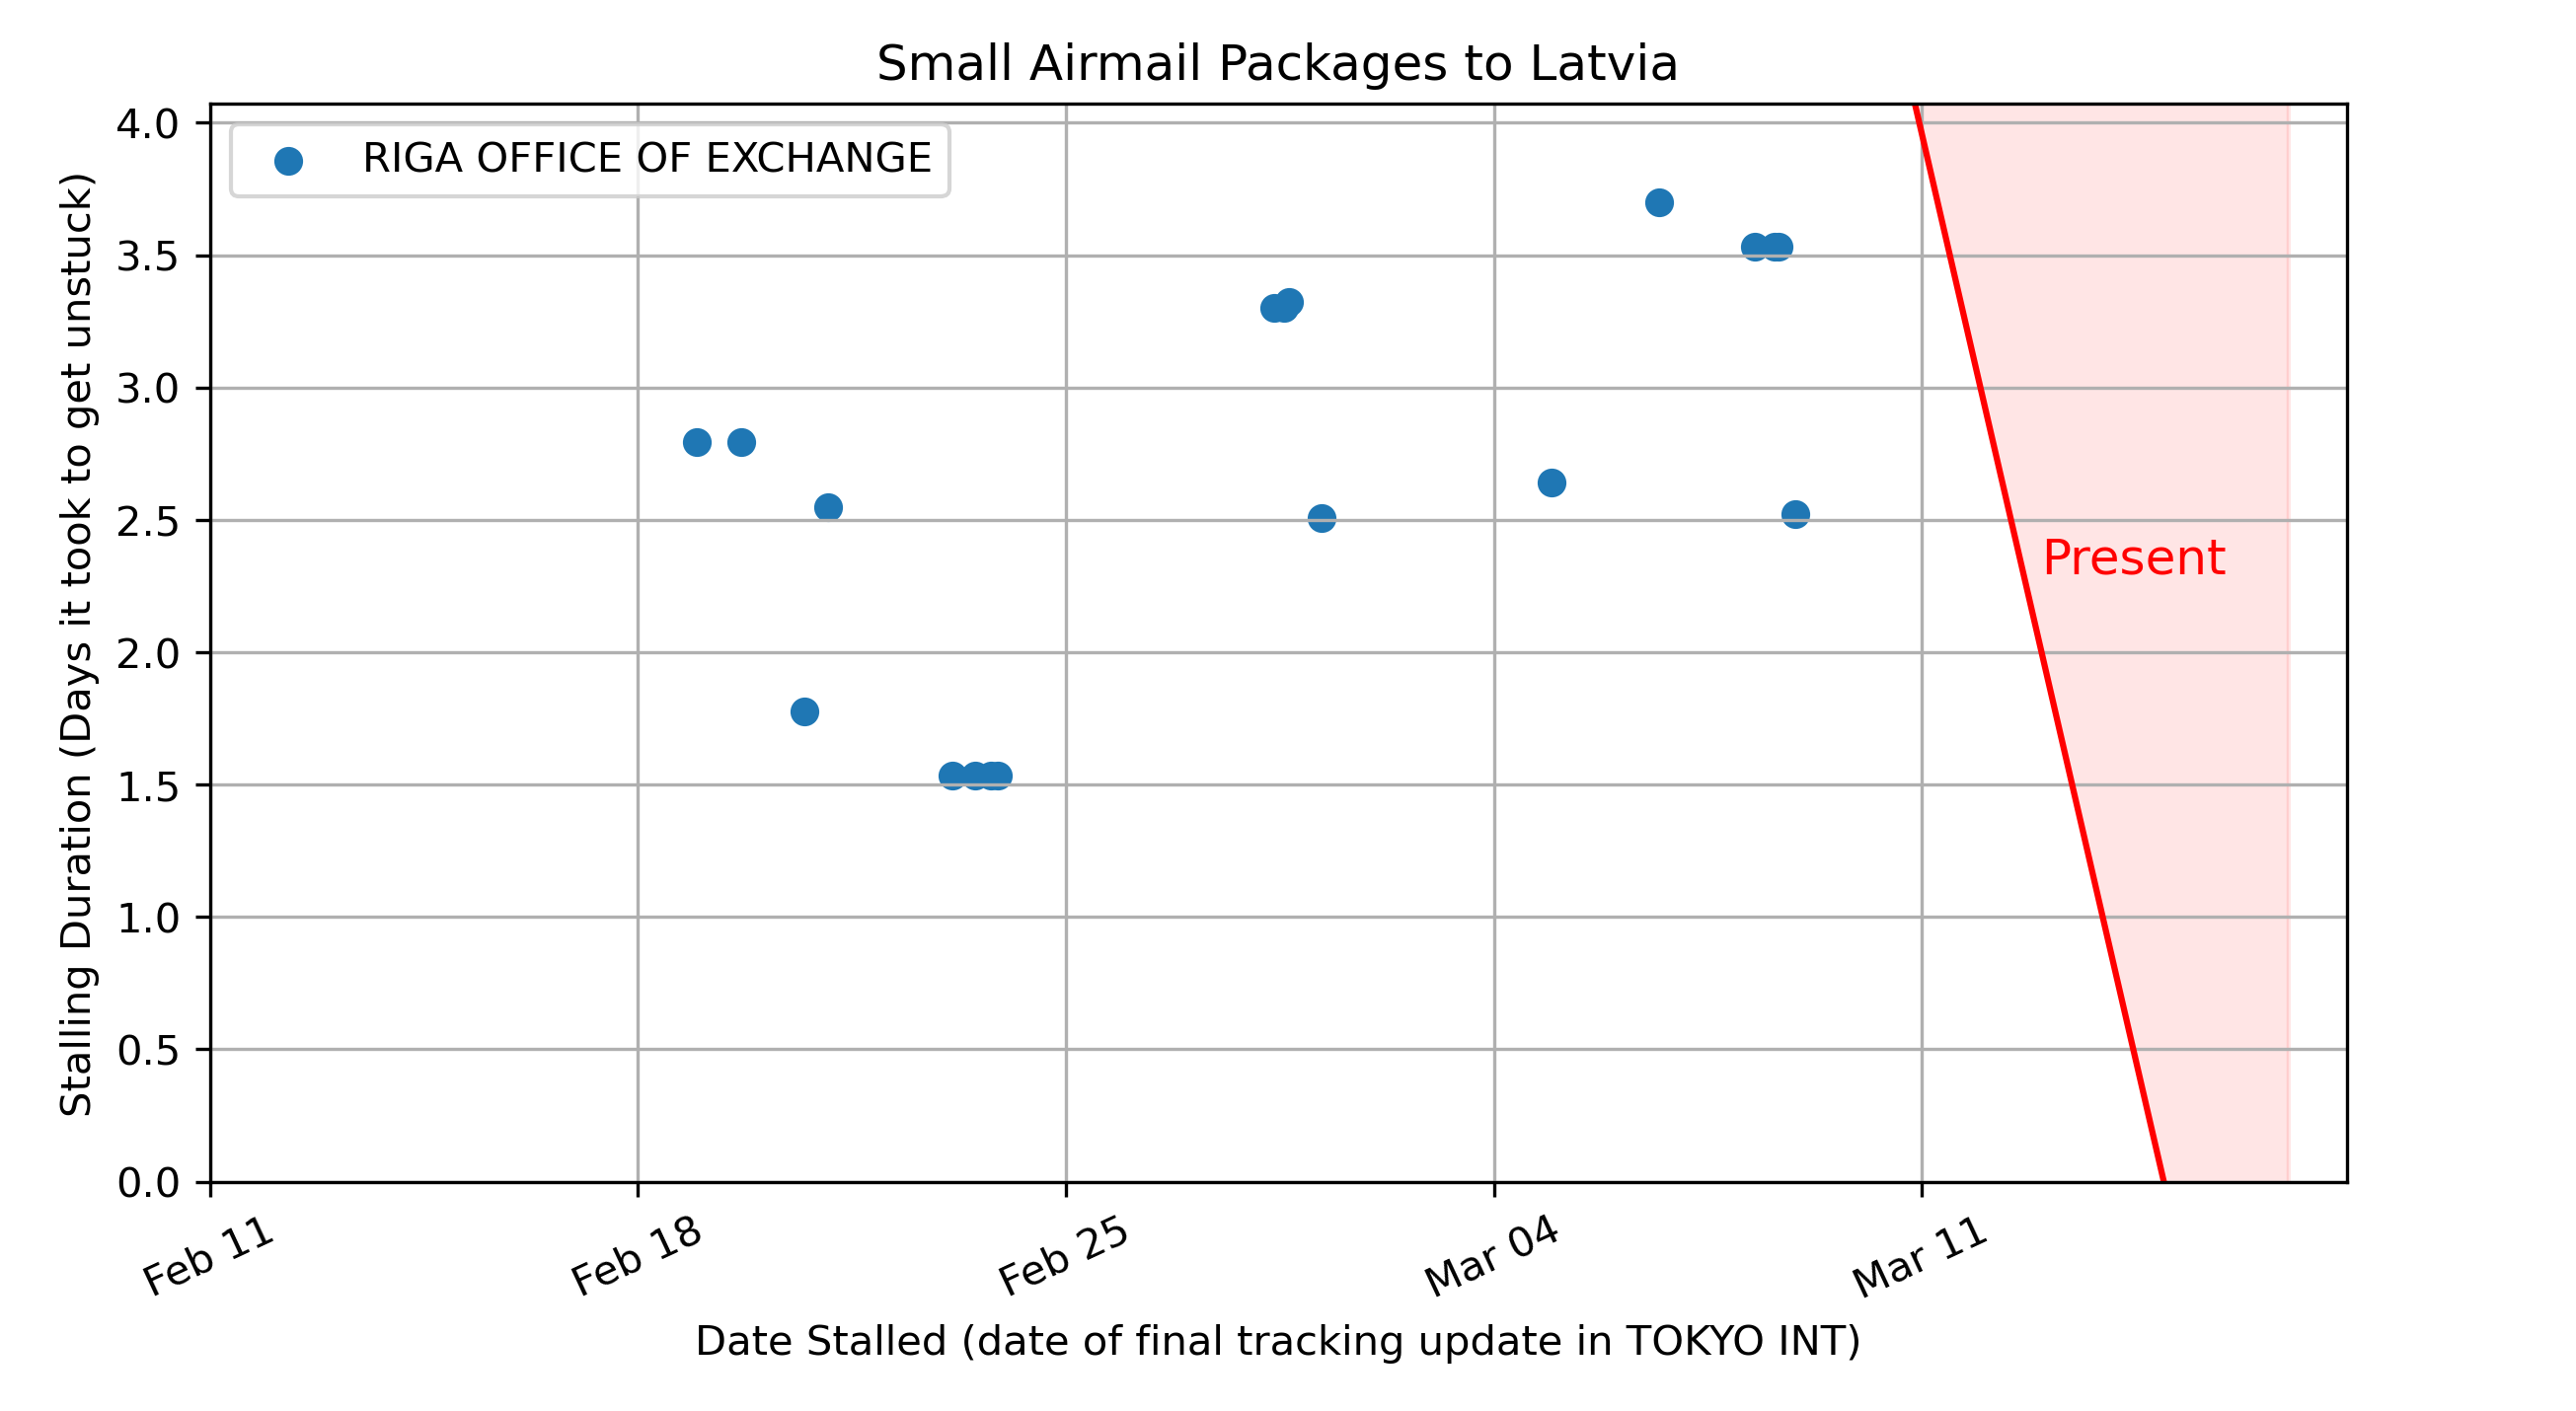 Small Airmail Packages to Latvia
RIGA OFFICE OF EXCHANGE
Stalling Duration (Days it took to get unstuck)
4.0
3.5
3.0
2.5
2.0
1.5
1.0
0.5
0.0
Present
Feb 11
Feb 18
Feb 25
Mar 04
Mar 11
Date Stalled (date of final tracking update in TOKYO INT)